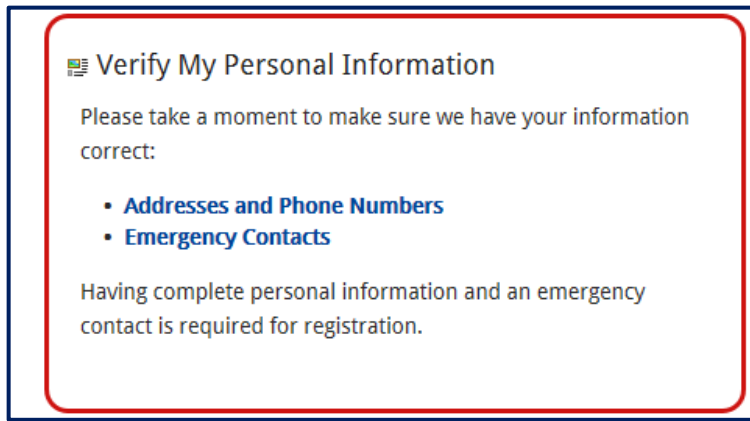 Verify My Personal Information
Please take a moment to make sure we have your information
correct:
• Addresses and Phone Numbers
• Emergency Contacts
Having complete personal information and an emergency
contact is required for registration.